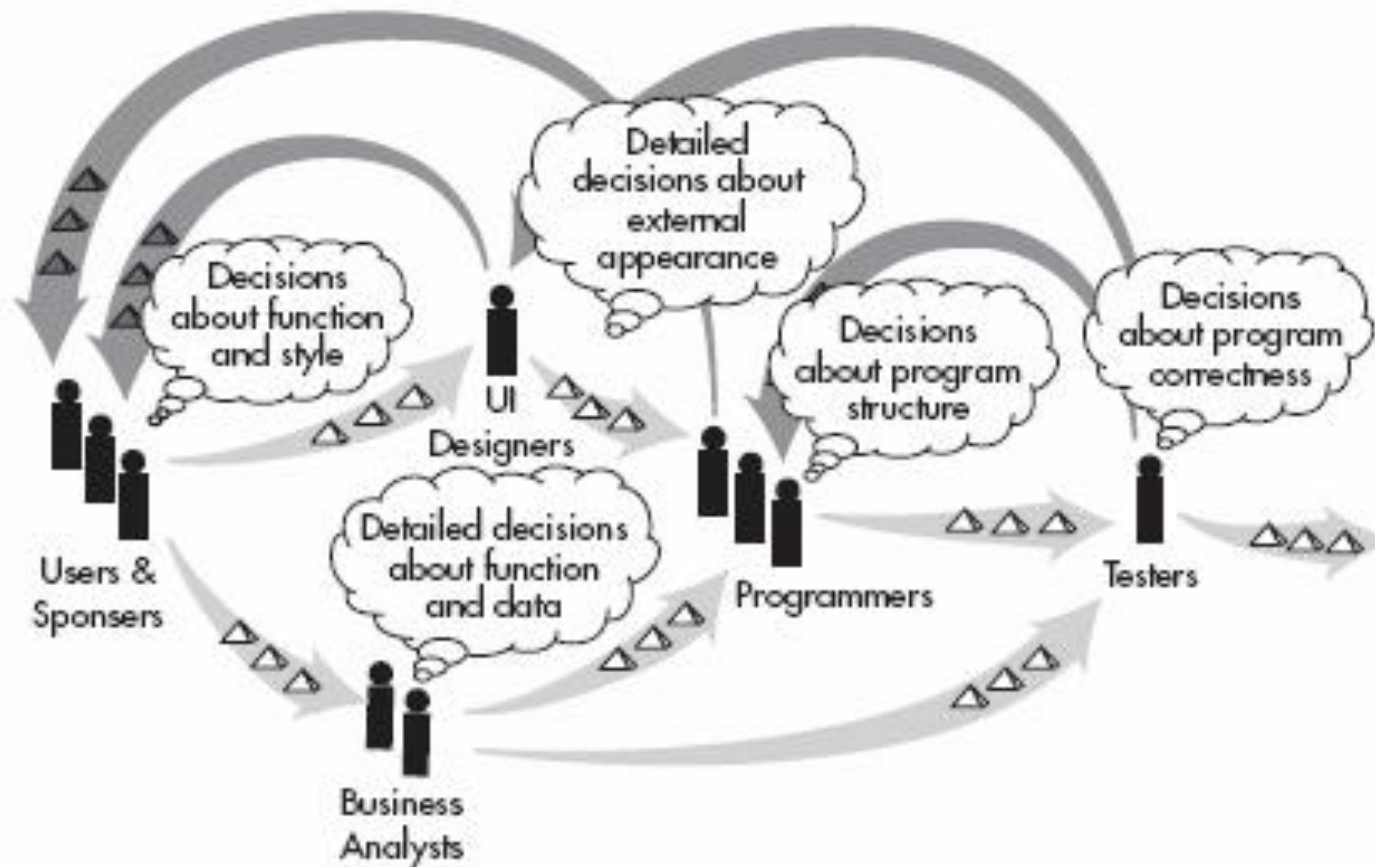 Detailed
decisions about
external
appearance
Decisions
about function
and style
Decisions
about program
structure
Decisions
about program
correctness
UI
Designers
Detailed decisions
about function
and data
Users &
Sponsers
Programmers
Testers
Business
Analysts